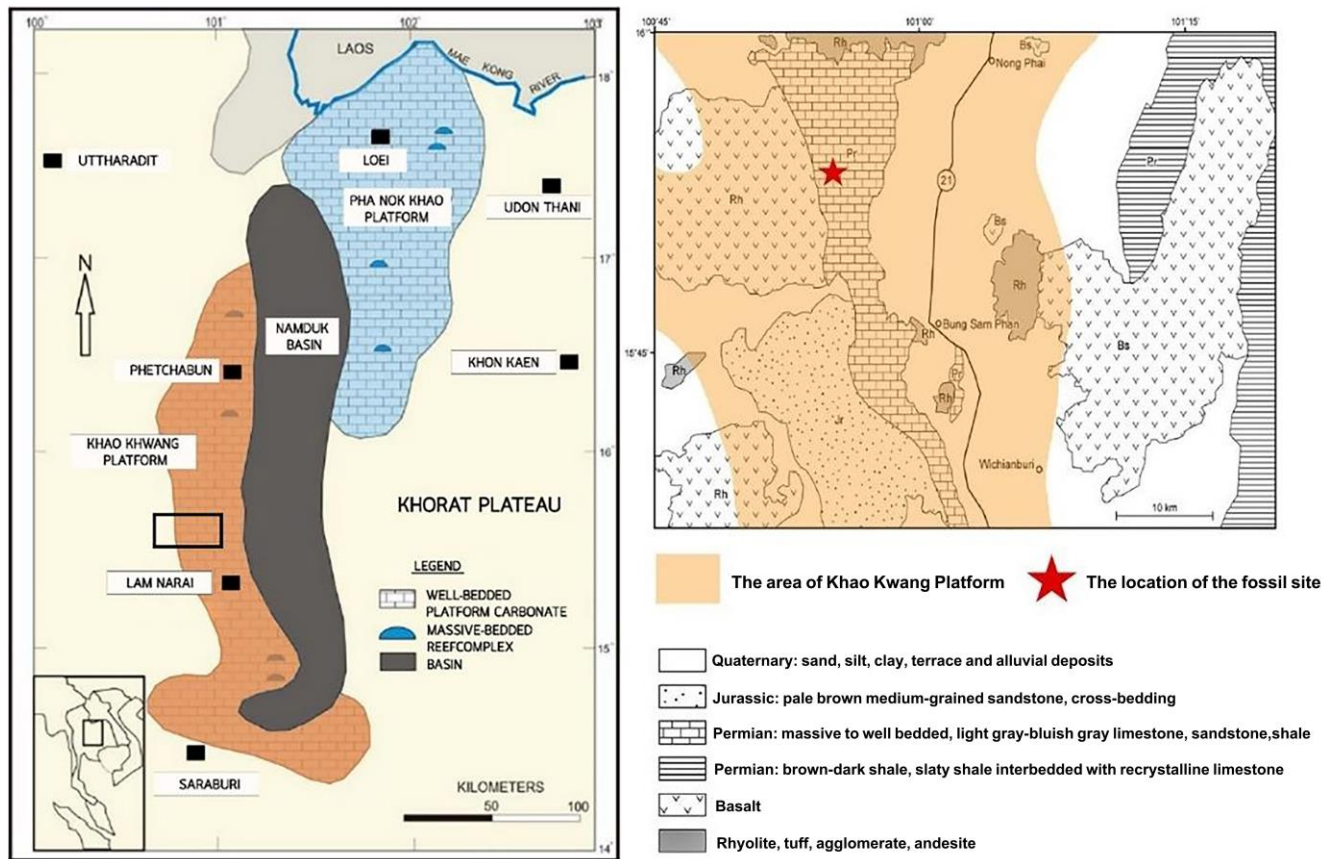 100°
101°
102°
103°
LAOS
MAE KONG
RIVER
18°
UTTHARADIT
LOEI
PHA NOK KHAO
PLATFORM
UDON THANI
17°
N
NAMDUK
BASIN
PHETCHABUN
KHON KAEN
16°
KHAO KHWANG
PLATFORM
KHORAT PLATEAU
LAM NARAI
LEGEND
WELL-BEDDED
PLATFORM CARBONATE
MASSIVE-BEDDED
REEFCOMPLEX
BASIN
15°
SARABURI
KILOMETERS
50
100
14°
100°45
101°00
101°15
16°
Rh
Bs
Nong Phai
Pr
Pr
21
Rh
Bs
Rh
Bung Sam Phan
Rh
15°45
Rh
Bs
Pr
Rh
Jr
Wichianburi
Rh
10 km
The area of Khao Kwang Platform
The location of the fossil site
Quaternary: sand, silt, clay, terrace and alluvial deposits
Jurassic: pale brown medium-grained sandstone, cross-bedding
Permian: massive to well bedded, light gray-bluish gray limestone, sandstone,shale
Permian: brown-dark shale, slaty shale interbedded with recrystalline limestone
Basalt
Rhyolite, tuff, agglomerate, andesite